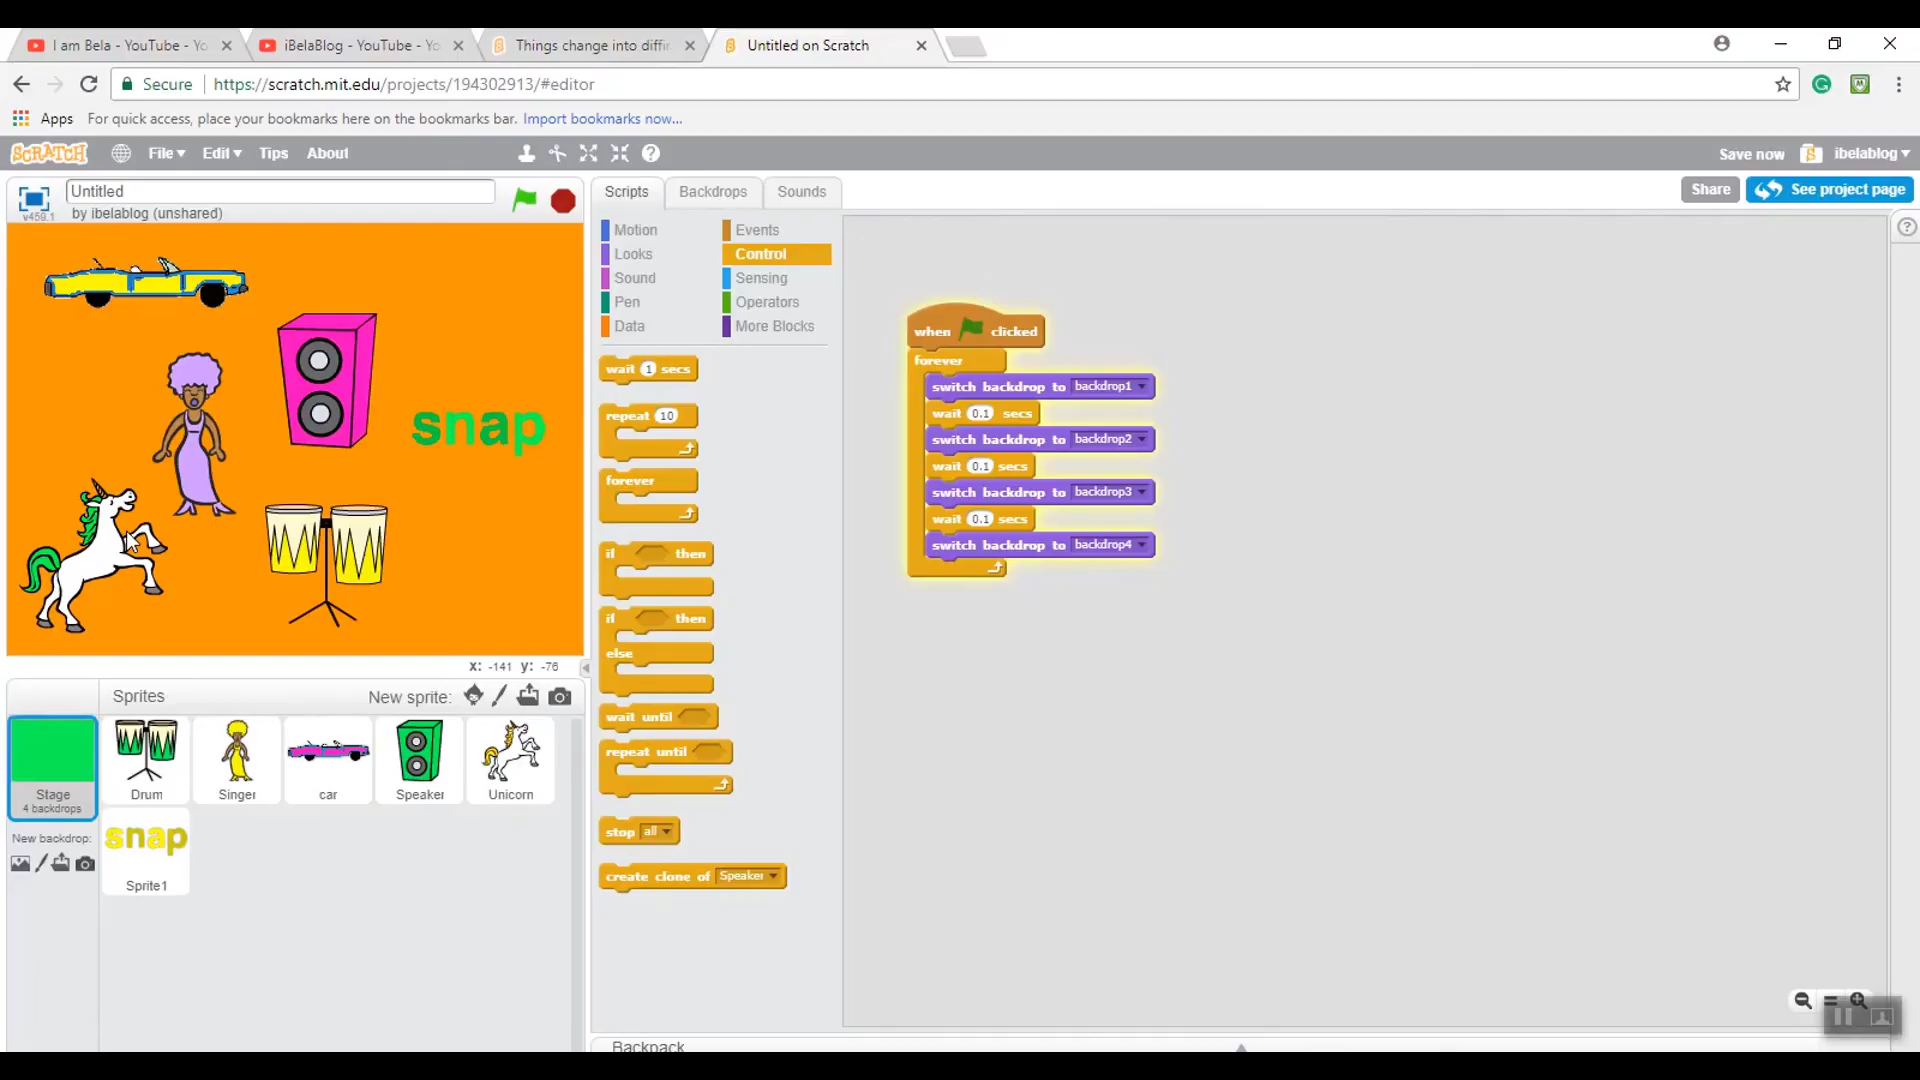 I am Bela - YouTube - Yo
iBelaBlog - YouTube - Yo
Things change into diffir
Untitled on Scratch
Secure
https://scratch.mit.edu/projects/194302913/#editor
Apps
For quick access, place your bookmarks here on the bookmarks bar. Import bookmarks now...
SCRATCH
File
Edit
Tips
About
Save now
ibelablog
Untitled
by ibelablog (unshared)
v459.1
Scripts
Backdrops
Sounds
Share
See project page
Motion
Events
Looks
Control
Sound
Sensing
Pen
Operators
Data
More Blocks
wait 1 secs
repeat 10
forever
if then
if then
else
wait until
repeat until
stop all
create clone of Speaker
when clicked
forever
switch backdrop to backdrop1
wait 0.1 secs
switch backdrop to backdrop2
wait 0.1 secs
switch backdrop to backdrop3
wait 0.1 secs
switch backdrop to backdrop4
snap
x: -141 y: -76
Sprites
New sprite:
Stage
4 backdrops
Drum
Singer
car
Speaker
Unicorn
New backdrop:
snap
Sprite1
Backpack